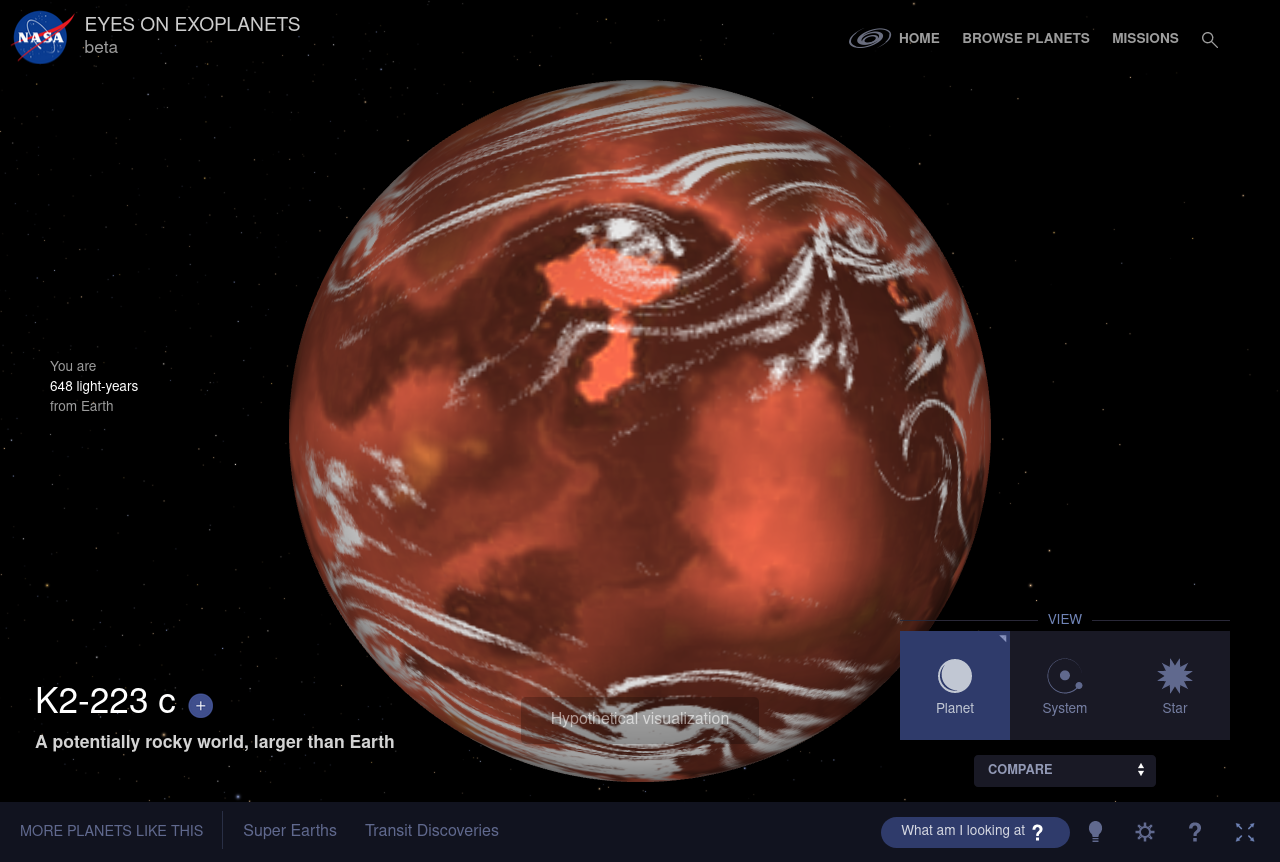 NASA
EYES ON EXOPLANETS
beta
HOME
BROWSE PLANETS
MISSIONS
You are
648 light-years
from Earth
VIEW
Planet
System
Star
K2-223 c +
A potentially rocky world, larger than Earth
Hypothetical visualization
COMPARE
MORE PLANETS LIKE THIS
Super Earths
Transit Discoveries
What am I looking at ?
?